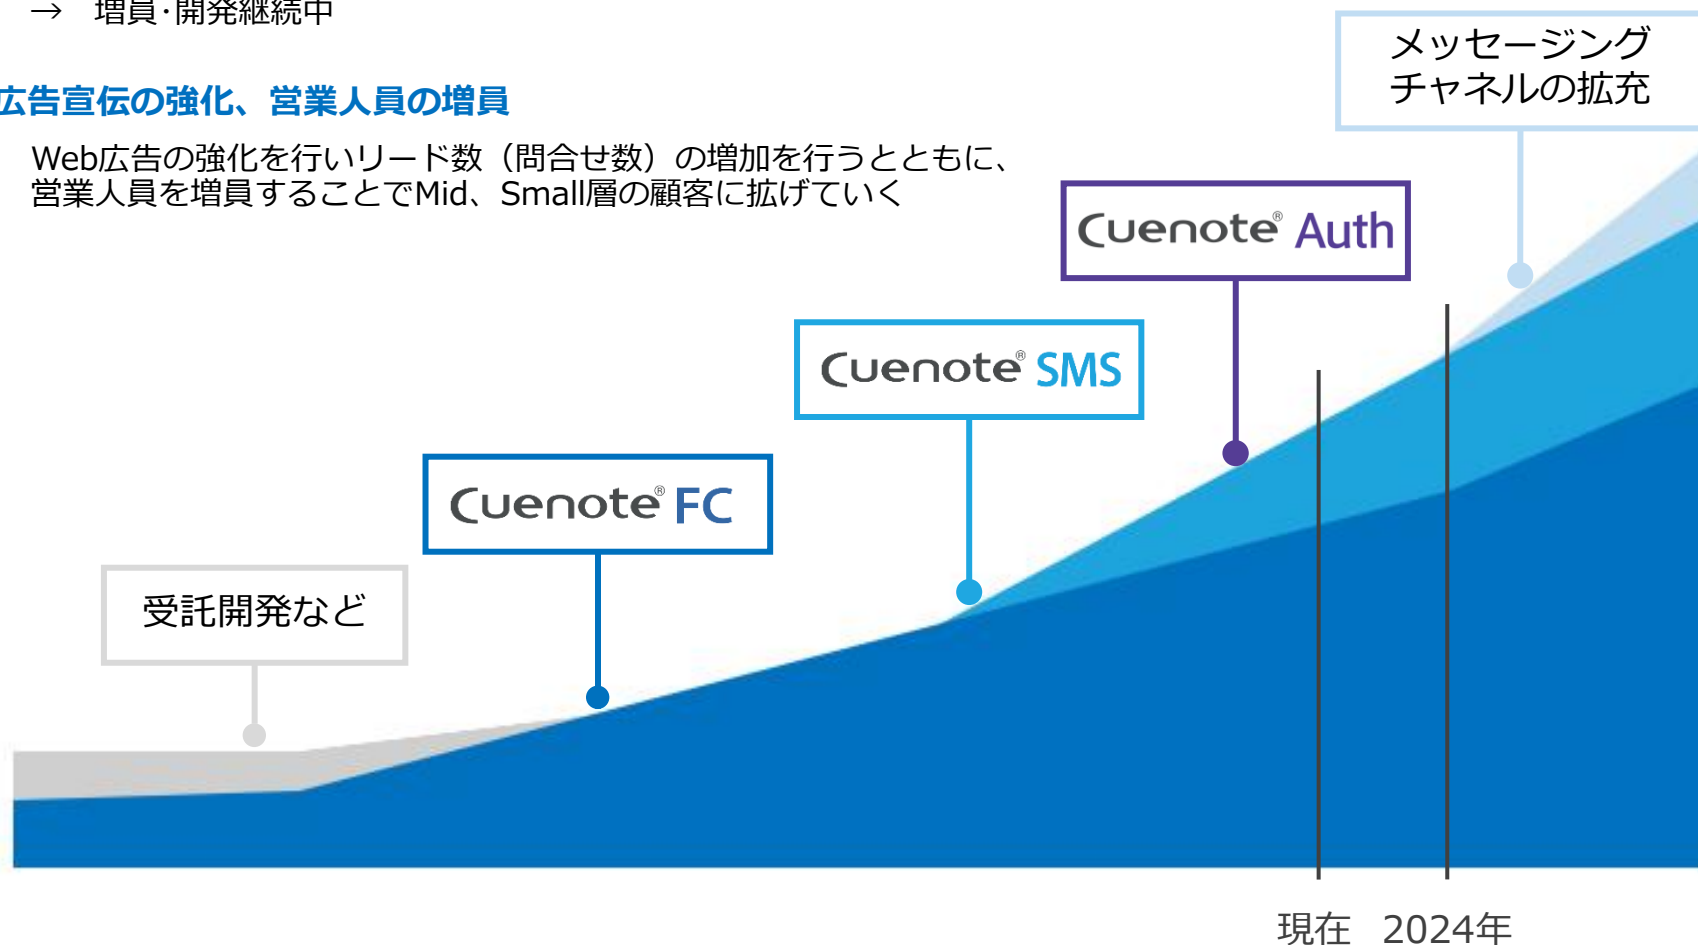 → 増員･開発継続中
広告宣伝の強化、営業人員の増員
Web広告の強化を行いリード数（問合せ数）の増加を行うとともに、
営業人員を増員することでMid、Small層の顧客に拡げていく
メッセージング
チャネルの拡充
Cuenote® Auth
Cuenote® SMS
Cuenote® FC
受託開発など
現在 2024年